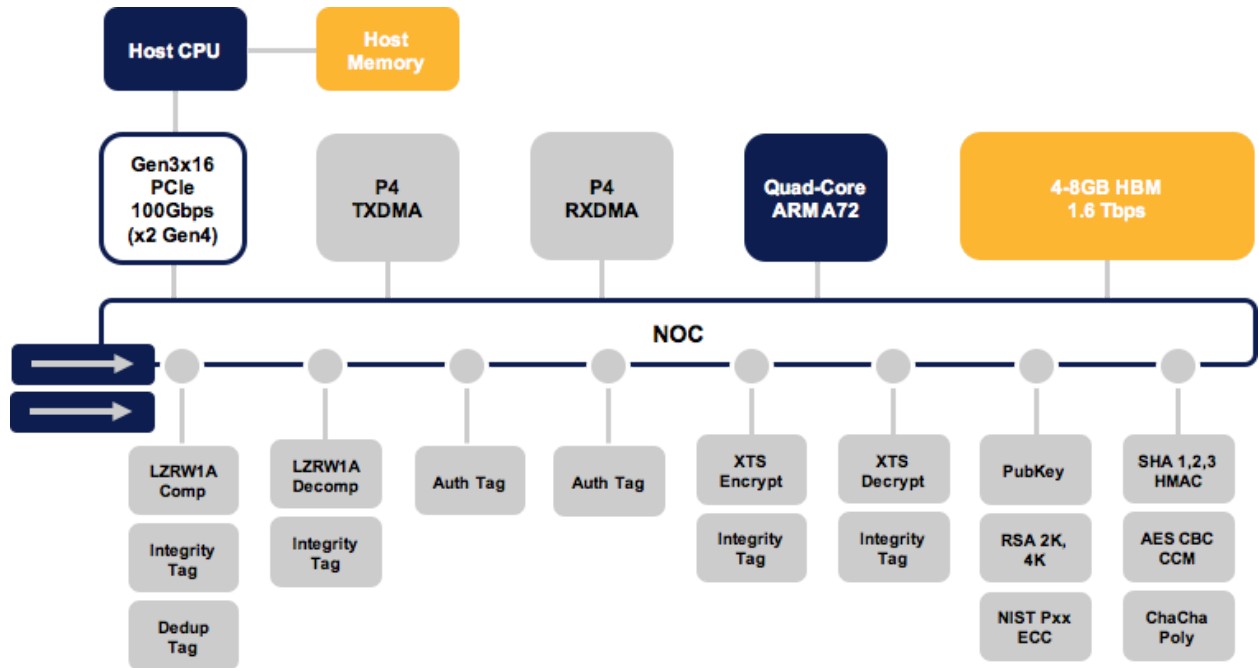 Host CPU
Host
Memory
Gen3x16
PCIe
100Gbps
(x2 Gen4)
P4
TXDMA
P4
RXDMA
Quad-Core
ARM A72
4-8GB HBM
1.6 Tbps
NOC
LZRW1A
Comp
Integrity
Tag
Dedup
Tag
LZRW1A
Decomp
Integrity
Tag
Auth Tag
Auth Tag
XTS
Encrypt
Integrity
Tag
XTS
Decrypt
Integrity
Tag
PubKey
RSA 2K,
4K
NIST Pxx
ECC
SHA 1,2,3
HMAC
AES CBC
CCM
ChaCha
Poly